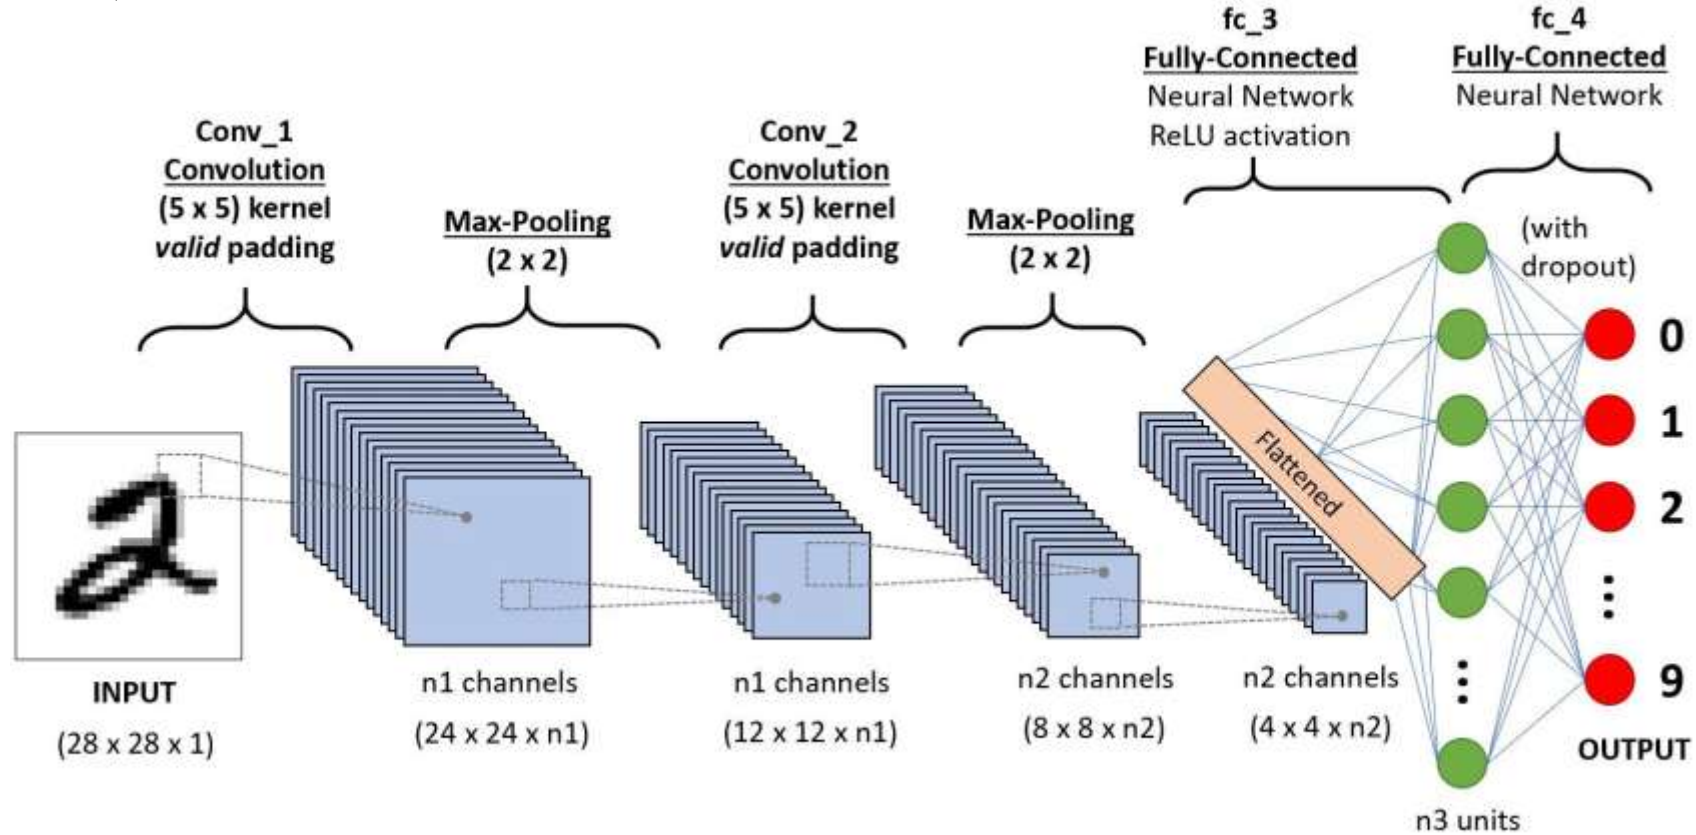 fc_3
Fully-Connected
Neural Network
ReLU activation
fc_4
Fully-Connected
Neural Network
Conv_1
Convolution
(5 x 5) kernel
valid padding
Max-Pooling
(2 x 2)
Conv_2
Convolution
(5 x 5) kernel
valid padding
Max-Pooling
(2 x 2)
(with
dropout)
Flattened
0
1
2
9
INPUT
(28 x 28 x 1)
n1 channels
(24 x 24 x n1)
n1 channels
(12 x 12 x n1)
n2 channels
(8 x 8 x n2)
n2 channels
(4 x 4 x n2)
OUTPUT
n3 units